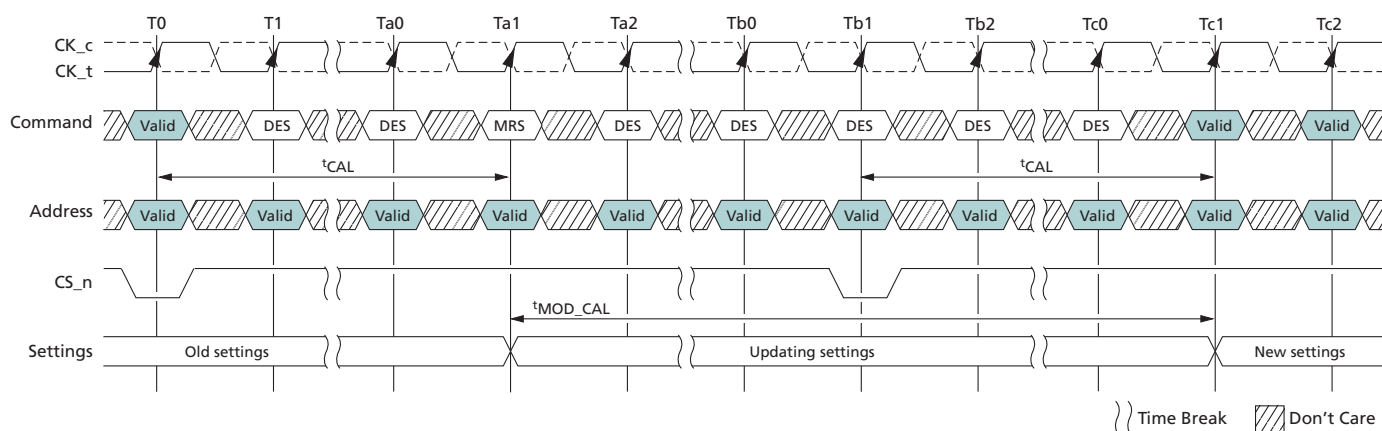 T0 T1 Ta0 Ta1 Ta2 Tb0 Tb1 Tb2 Tc0 Tc1 Tc2
CK_c
CK_t
Command Valid DES DES MRS DES DES DES DES DES Valid Valid
tCAL tCAL
Address Valid Valid Valid Valid Valid Valid Valid Valid Valid Valid Valid
CS_n
tMOD_CAL
Settings Old settings Updating settings New settings
Time Break Don't Care